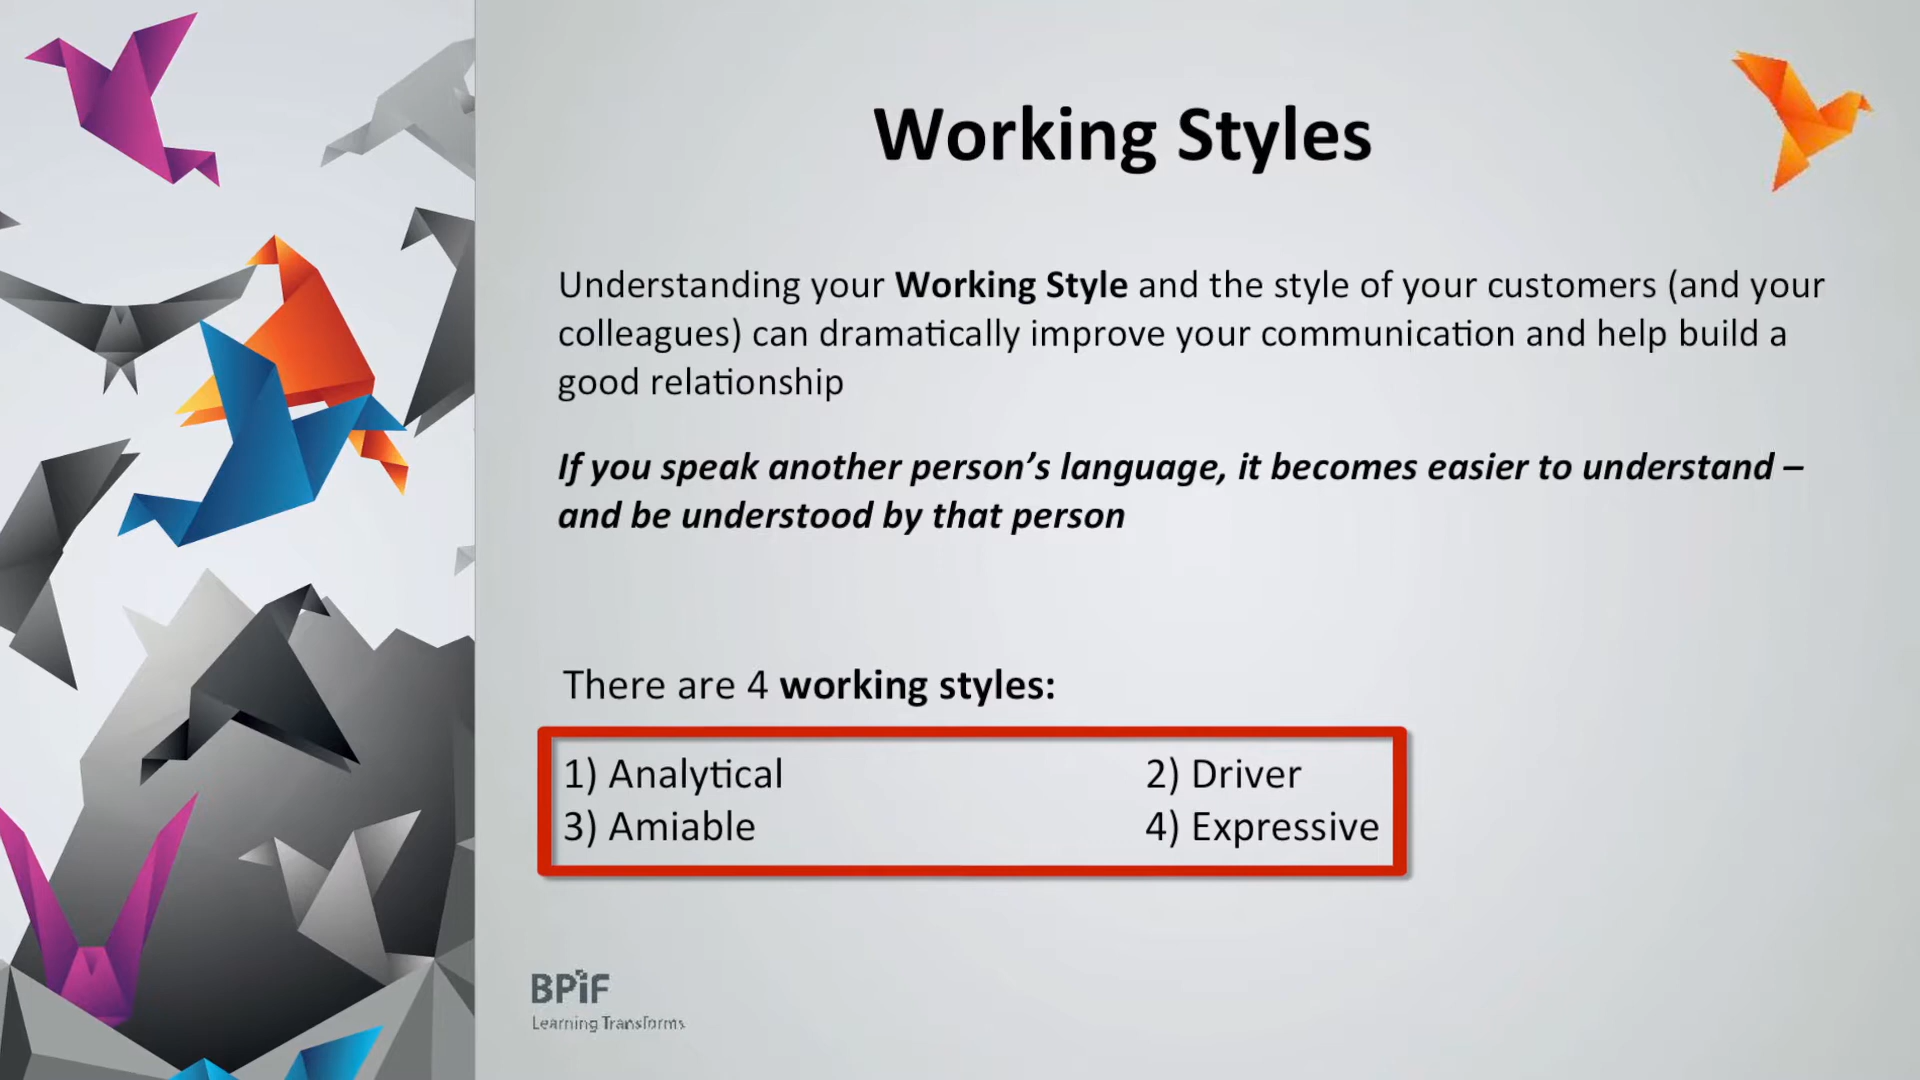 Working Styles
Understanding your Working Style and the style of your customers (and your
colleagues) can dramatically improve your communication and help build a
good relationship
If you speak another person’s language, it becomes easier to understand –
and be understood by that person
There are 4 working styles:
1) Analytical 2) Driver
3) Amiable 4) Expressive
BPiF
Learning Transforms